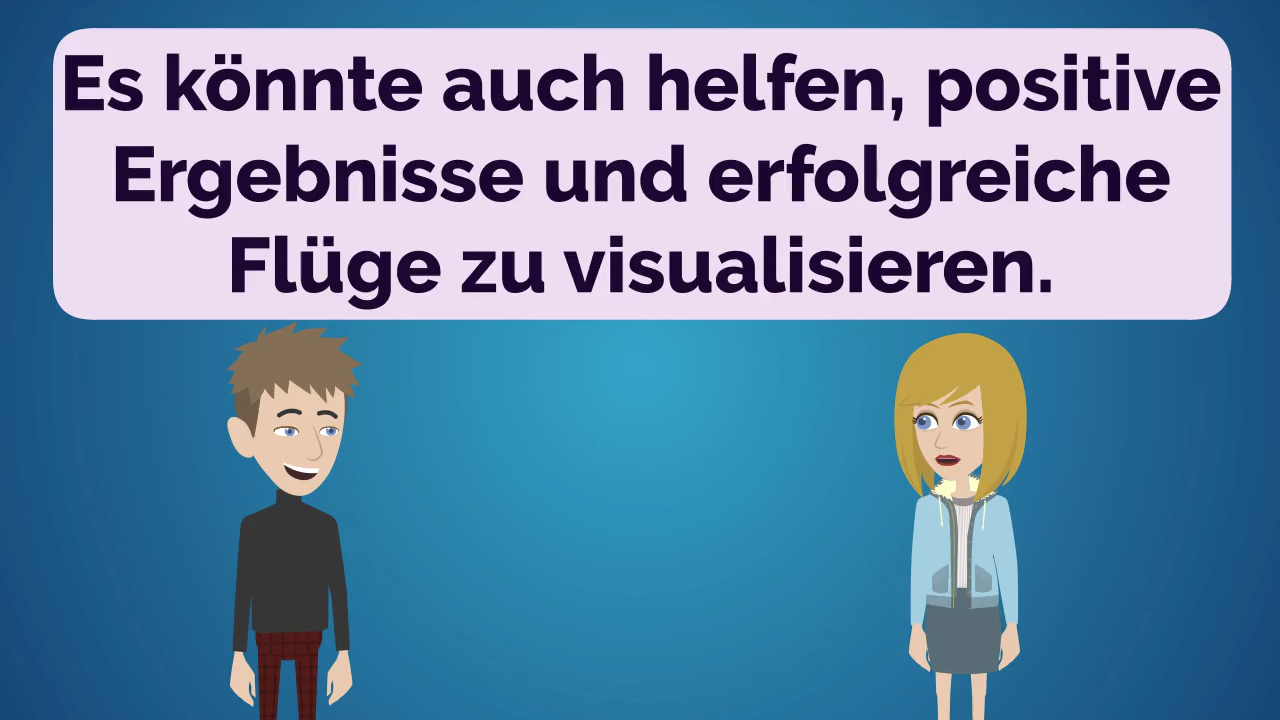 Es könnte auch helfen, positive
Ergebnisse und erfolgreiche
Flüge zu visualisieren.